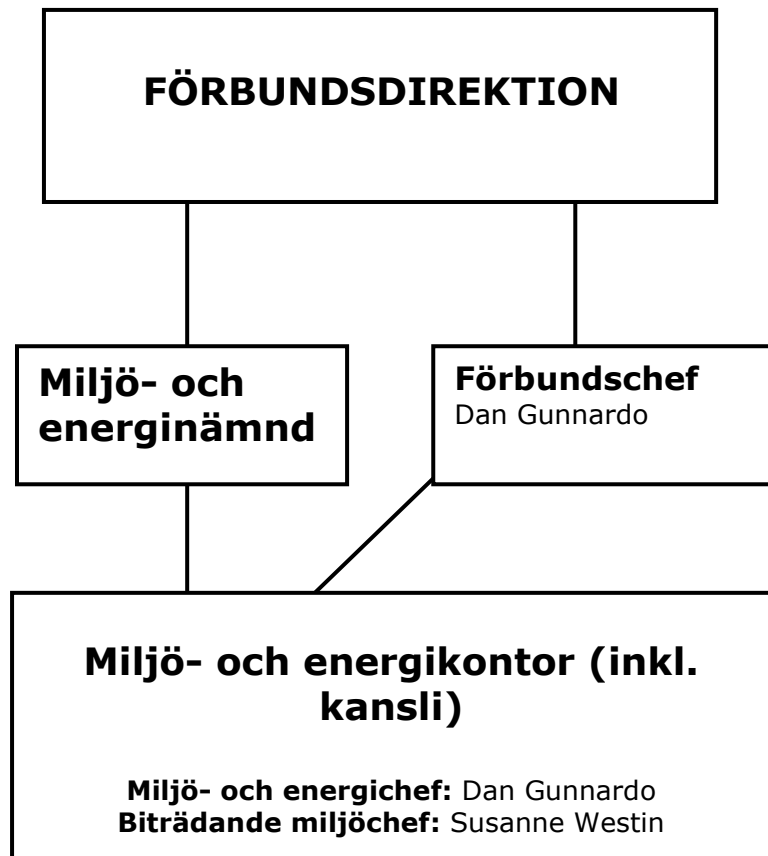 FÖRBUNDSDIREKTION
Miljö- och
energinämnd
Förbundschef
Dan Gunnardo
Miljö- och energikontor (inkl.
kansli)
Miljö- och energichef: Dan Gunnardo
Biträdande miljöchef: Susanne Westin